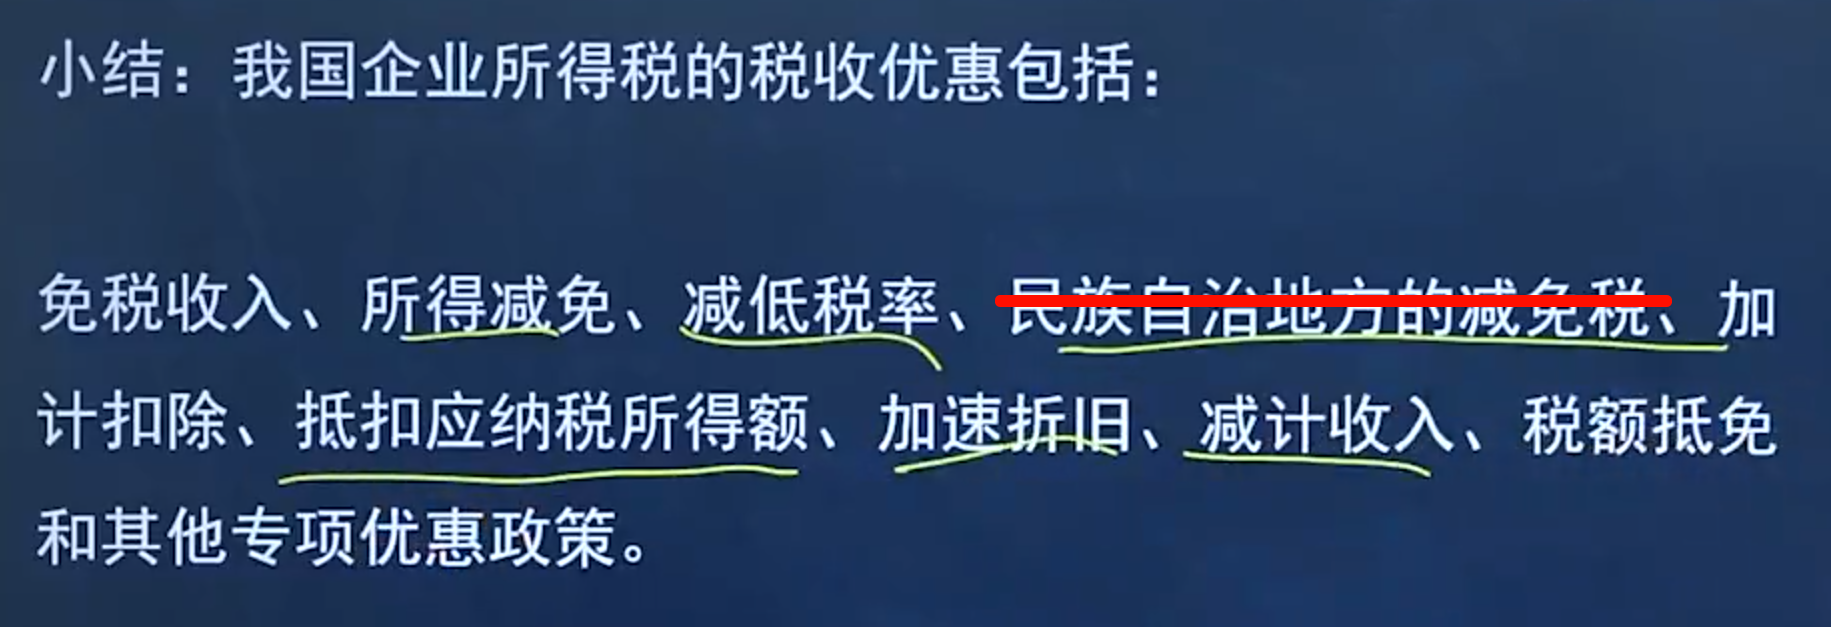 小结：我国企业所得税的税收优惠包括：
免税收入、所得减免、减低税率、民族自治地方的减免税、加
计扣除、抵扣应纳税所得额、加速折旧、减计收入、税额抵免
和其他专项优惠政策。